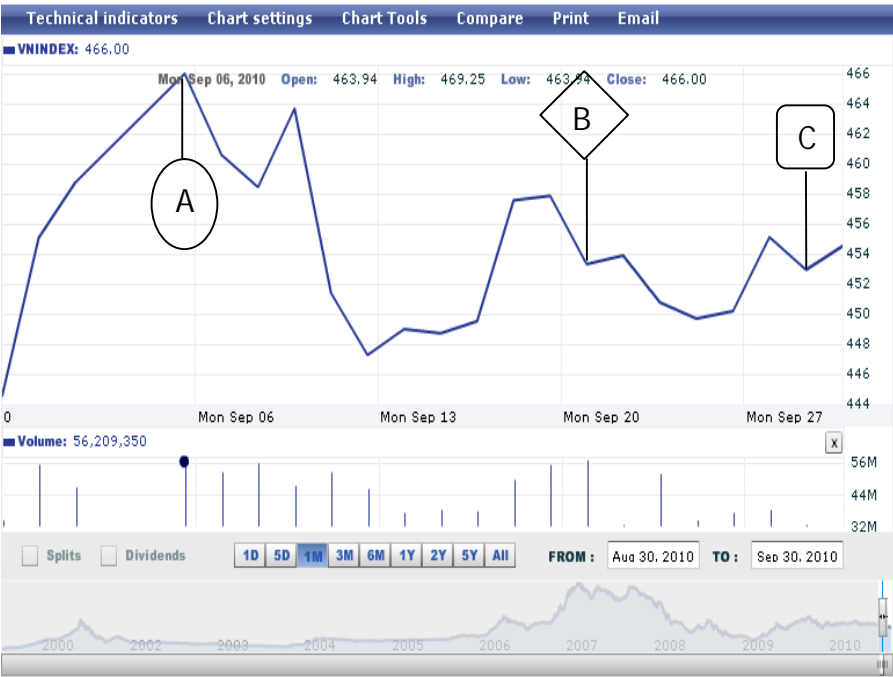 Technical indicators Chart settings Chart Tools Compare Print Email
VNINDEX: 466.00
Mon Sep 06, 2010 Open: 463.94 High: 469.25 Low: 463.94 Close: 466.00
466
464
462
460
458
456
454
452
450
448
446
444
A
B
C
0 Mon Sep 06 Mon Sep 13 Mon Sep 20 Mon Sep 27
Volume: 56,209,350
x
56M
44M
32M
Splits Dividends 1D 5D 1M 3M 6M 1Y 2Y 5Y All FROM : Aug 30, 2010 TO : Sep 30, 2010
2000 2002 2003 2004 2005 2006 2007 2008 2009 2010